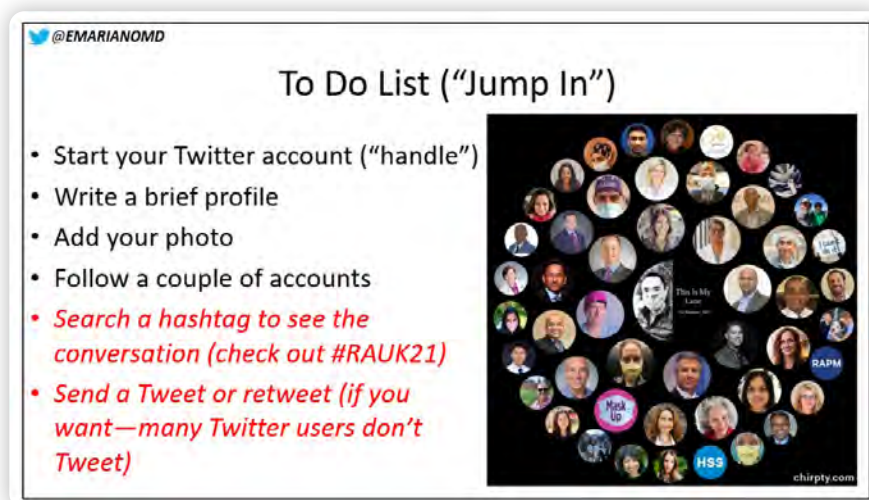 @EMARIANOMD
To Do List ("Jump In")
• Start your Twitter account ("handle")
• Write a brief profile
• Add your photo
• Follow a couple of accounts
• Search a hashtag to see the
conversation (check out #RAUK21)
• Send a Tweet or retweet (if you
want—many Twitter users don't
Tweet)
This Is My
Lane
RAPM
Mask
Up
HSS
chirpty.com